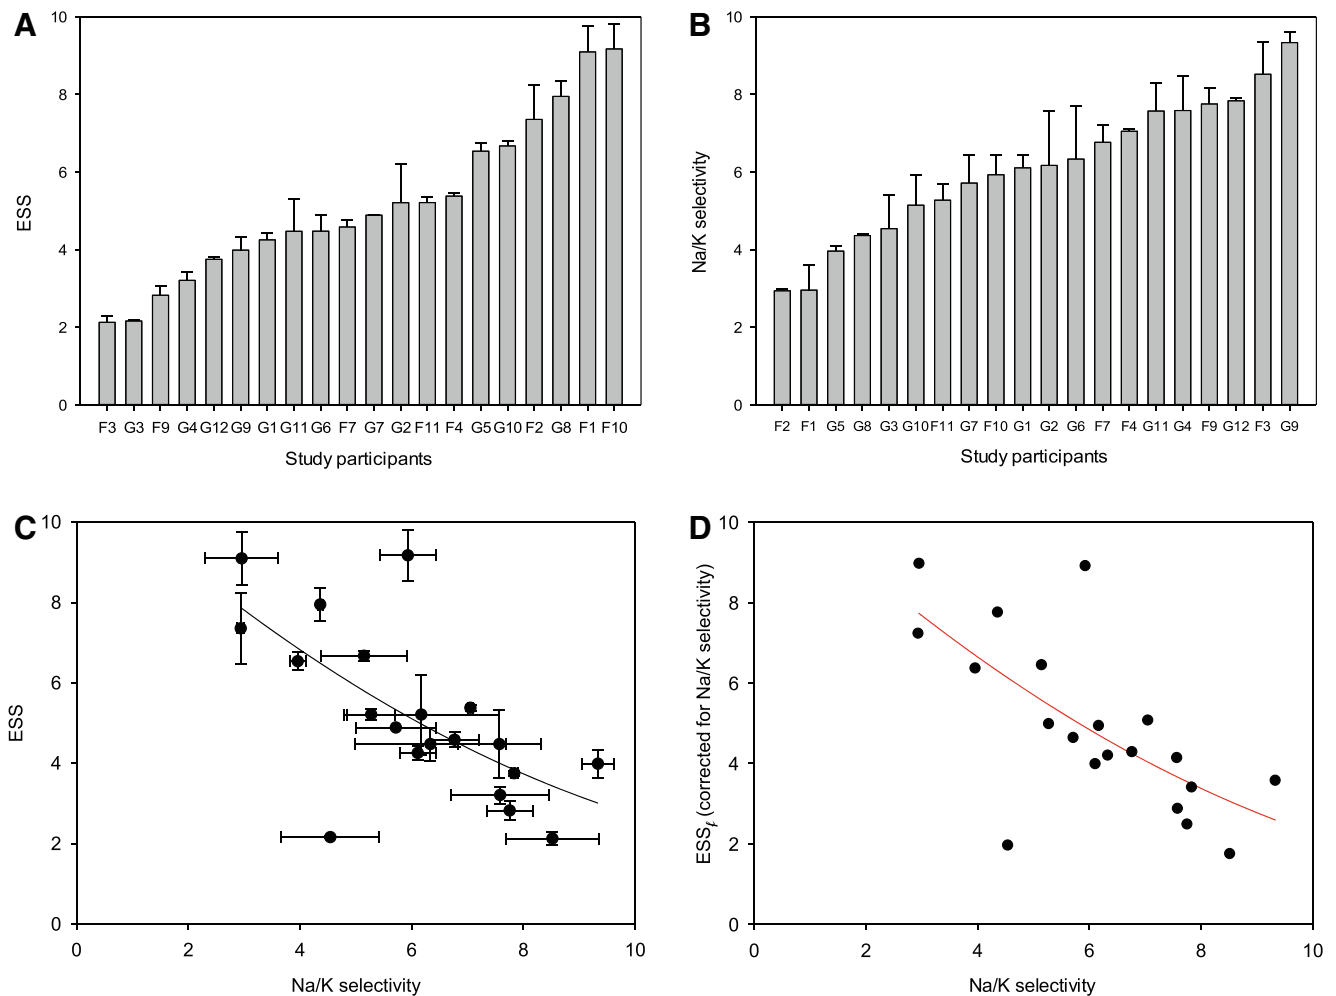 A
10
8
6
4
2
0
ESS
F3 G3 F9 G4 G12 G9 G1 G11 G6 F7 G7 G2 F11 F4 G5 G10 F2 G8 F1 F10
Study participants
B
10
8
6
4
2
0
Na/K selectivity
F2 F1 G5 G8 G3 G10 F11 G7 F10 G1 G2 G6 F7 F4 G11 G4 F9 G12 F3 G9
Study participants
C
10
8
6
4
2
0
ESS
0 2 4 6 8 10
Na/K selectivity
D
10
8
6
4
2
0
ESSℓ (corrected for Na/K selectivity)
0 2 4 6 8 10
Na/K selectivity